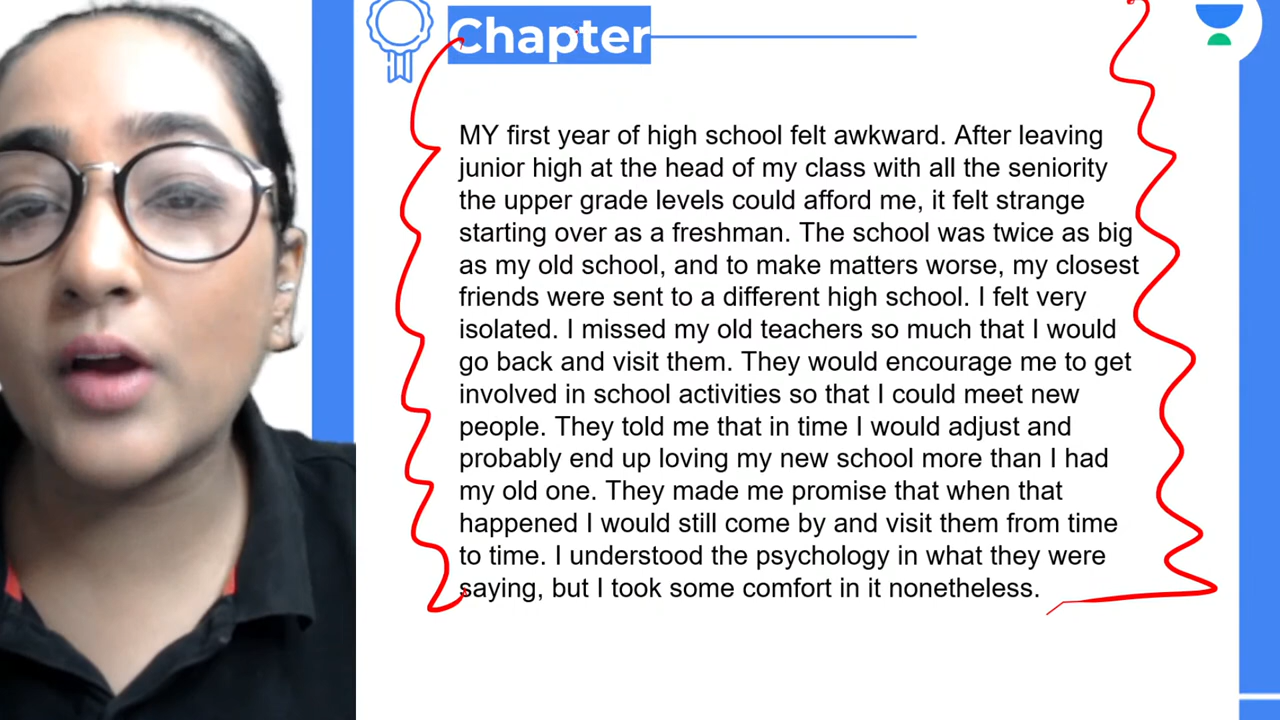 Chapter
MY first year of high school felt awkward. After leaving
junior high at the head of my class with all the seniority
the upper grade levels could afford me, it felt strange
starting over as a freshman. The school was twice as big
as my old school, and to make matters worse, my closest
friends were sent to a different high school. I felt very
isolated. I missed my old teachers so much that I would
go back and visit them. They would encourage me to get
involved in school activities so that I could meet new
people. They told me that in time I would adjust and
probably end up loving my new school more than I had
my old one. They made me promise that when that
happened I would still come by and visit them from time
to time. I understood the psychology in what they were
saying, but I took some comfort in it nonetheless.